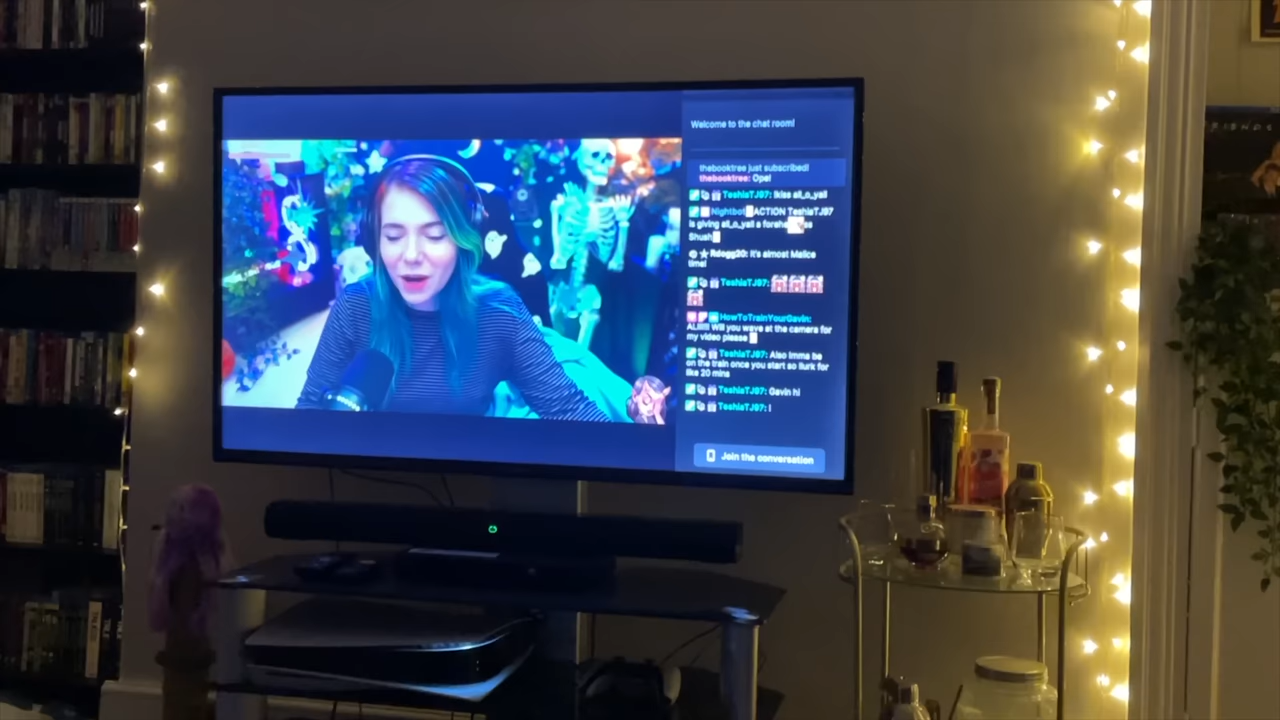 Welcome to the chat room!
thebooktree just subscribed!
thebooktree: Ope!
TeshiaTJ97: !kiss all_o_yall
Nightbot ACTION TeshiaTJ97
is giving all_o_yall a
Shush
Rdogg20: It's almost Malice
time!
TeshiaTJ97:
HowToTrainYourGavin:
Will you wave at the camera for
my video please
TeshiaTJ97: Also Imma be
on the train once you start so llurk for
like 20 mins
TeshiaTJ97: Gavin hi
TeshiaTJ97: I
Join the conversation
FRIENDS